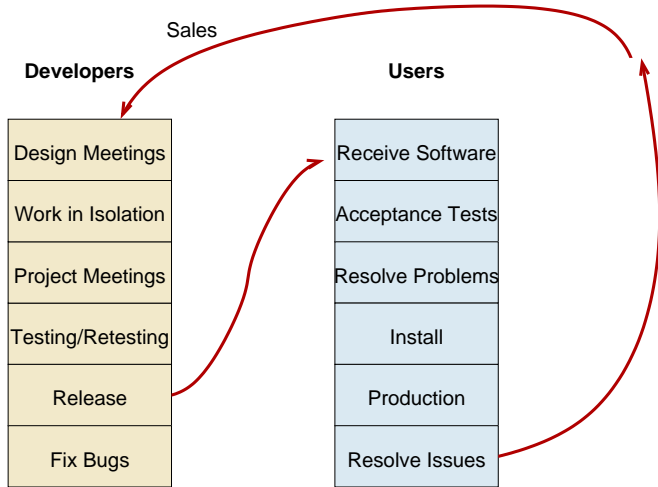 Sales
Developers
Users
Design Meetings
Work in Isolation
Project Meetings
Testing/Retesting
Release
Fix Bugs
Receive Software
Acceptance Tests
Resolve Problems
Install
Production
Resolve Issues